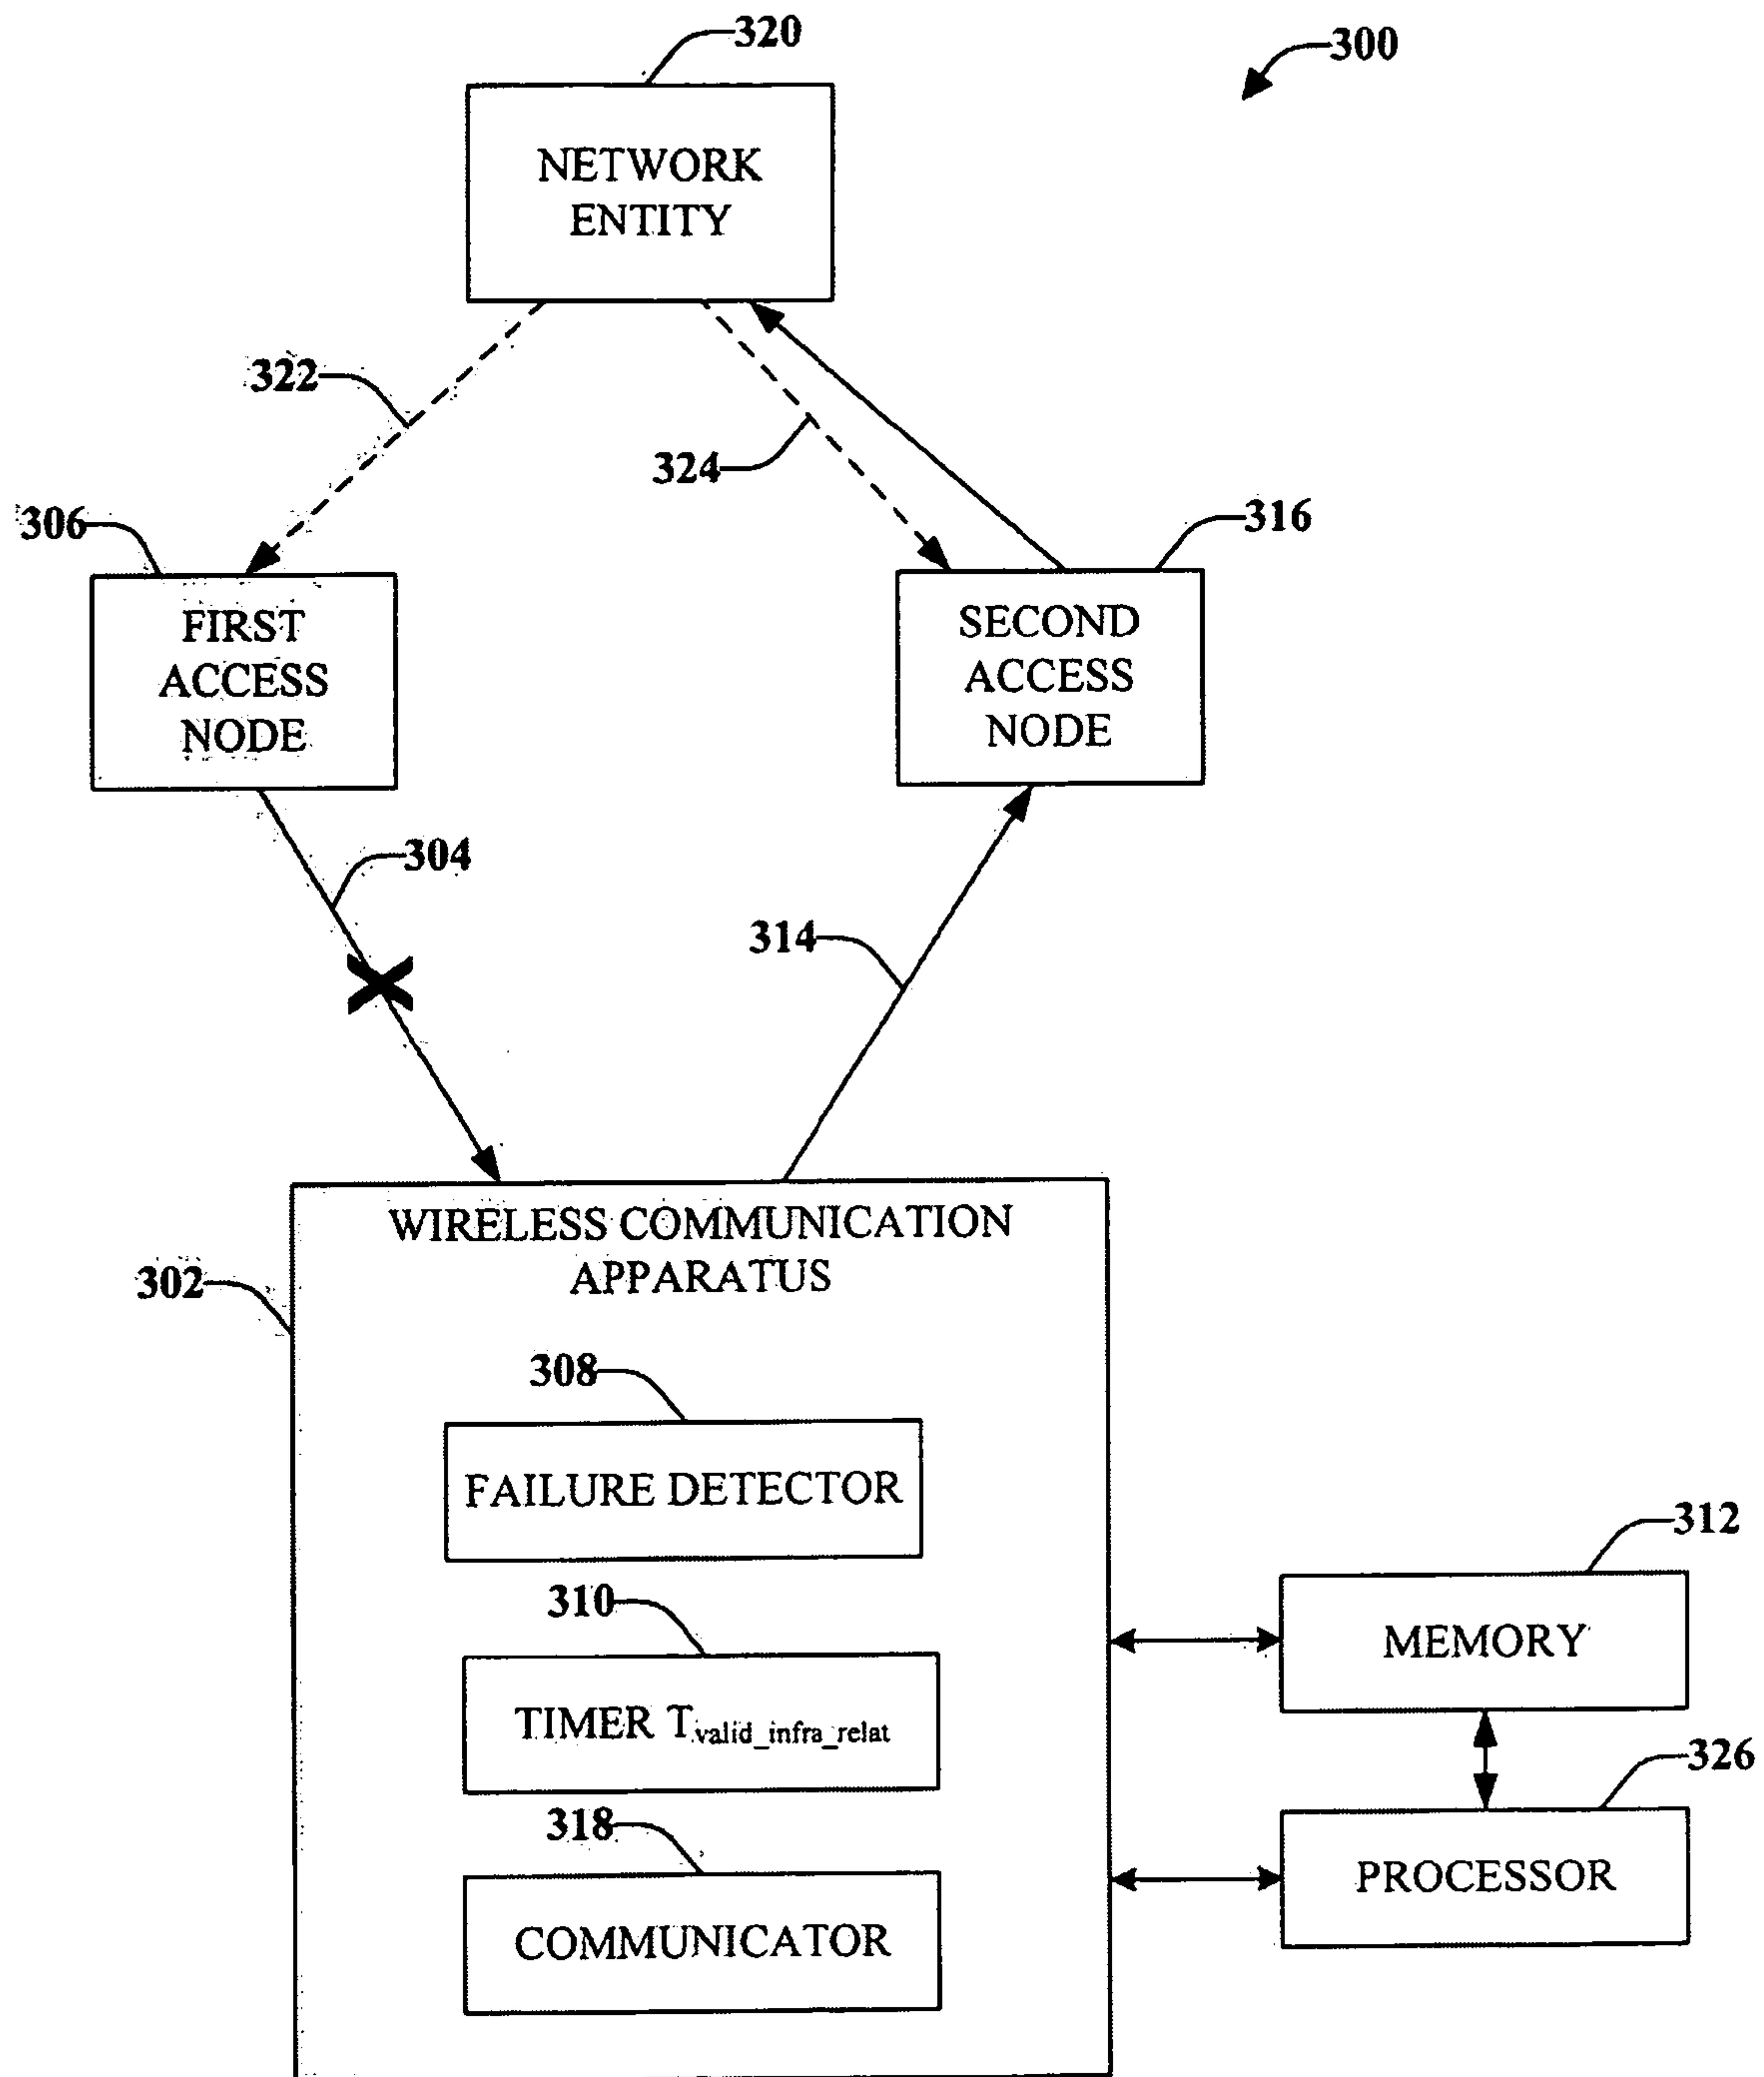 320
300
NETWORK
ENTITY
322
324
306
316
FIRST
ACCESS
NODE
SECOND
ACCESS
NODE
304
314
WIRELESS COMMUNICATION
APPARATUS
302
308
FAILURE DETECTOR
312
310
MEMORY
TIMER Tvalid_infra_relat
326
318
PROCESSOR
COMMUNICATOR